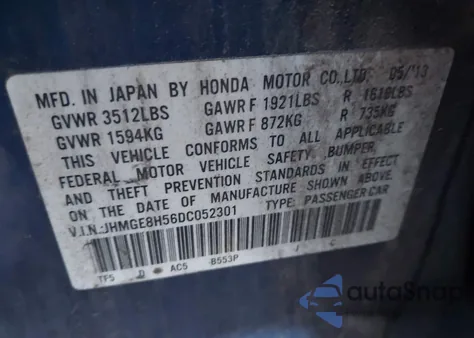 MFD. IN JAPAN BY HONDA MOTOR CO.,LTD. 05/'13
GVWR 3512LBS GAWR F 1921LBS R 1619LBS
GVWR 1594KG GAWR F 872KG R 735KG
THIS VEHICLE CONFORMS TO ALL APPLICABLE
FEDERAL MOTOR VEHICLE SAFETY, BUMPER,
AND THEFT PREVENTION STANDARDS IN EFFECT
ON THE DATE OF MANUFACTURE SHOWN ABOVE.
V.I.N.:JHMGE8H56DC052301 TYPE: PASSENGER CAR
TF5 D AC5 B553P J C
autoSnap